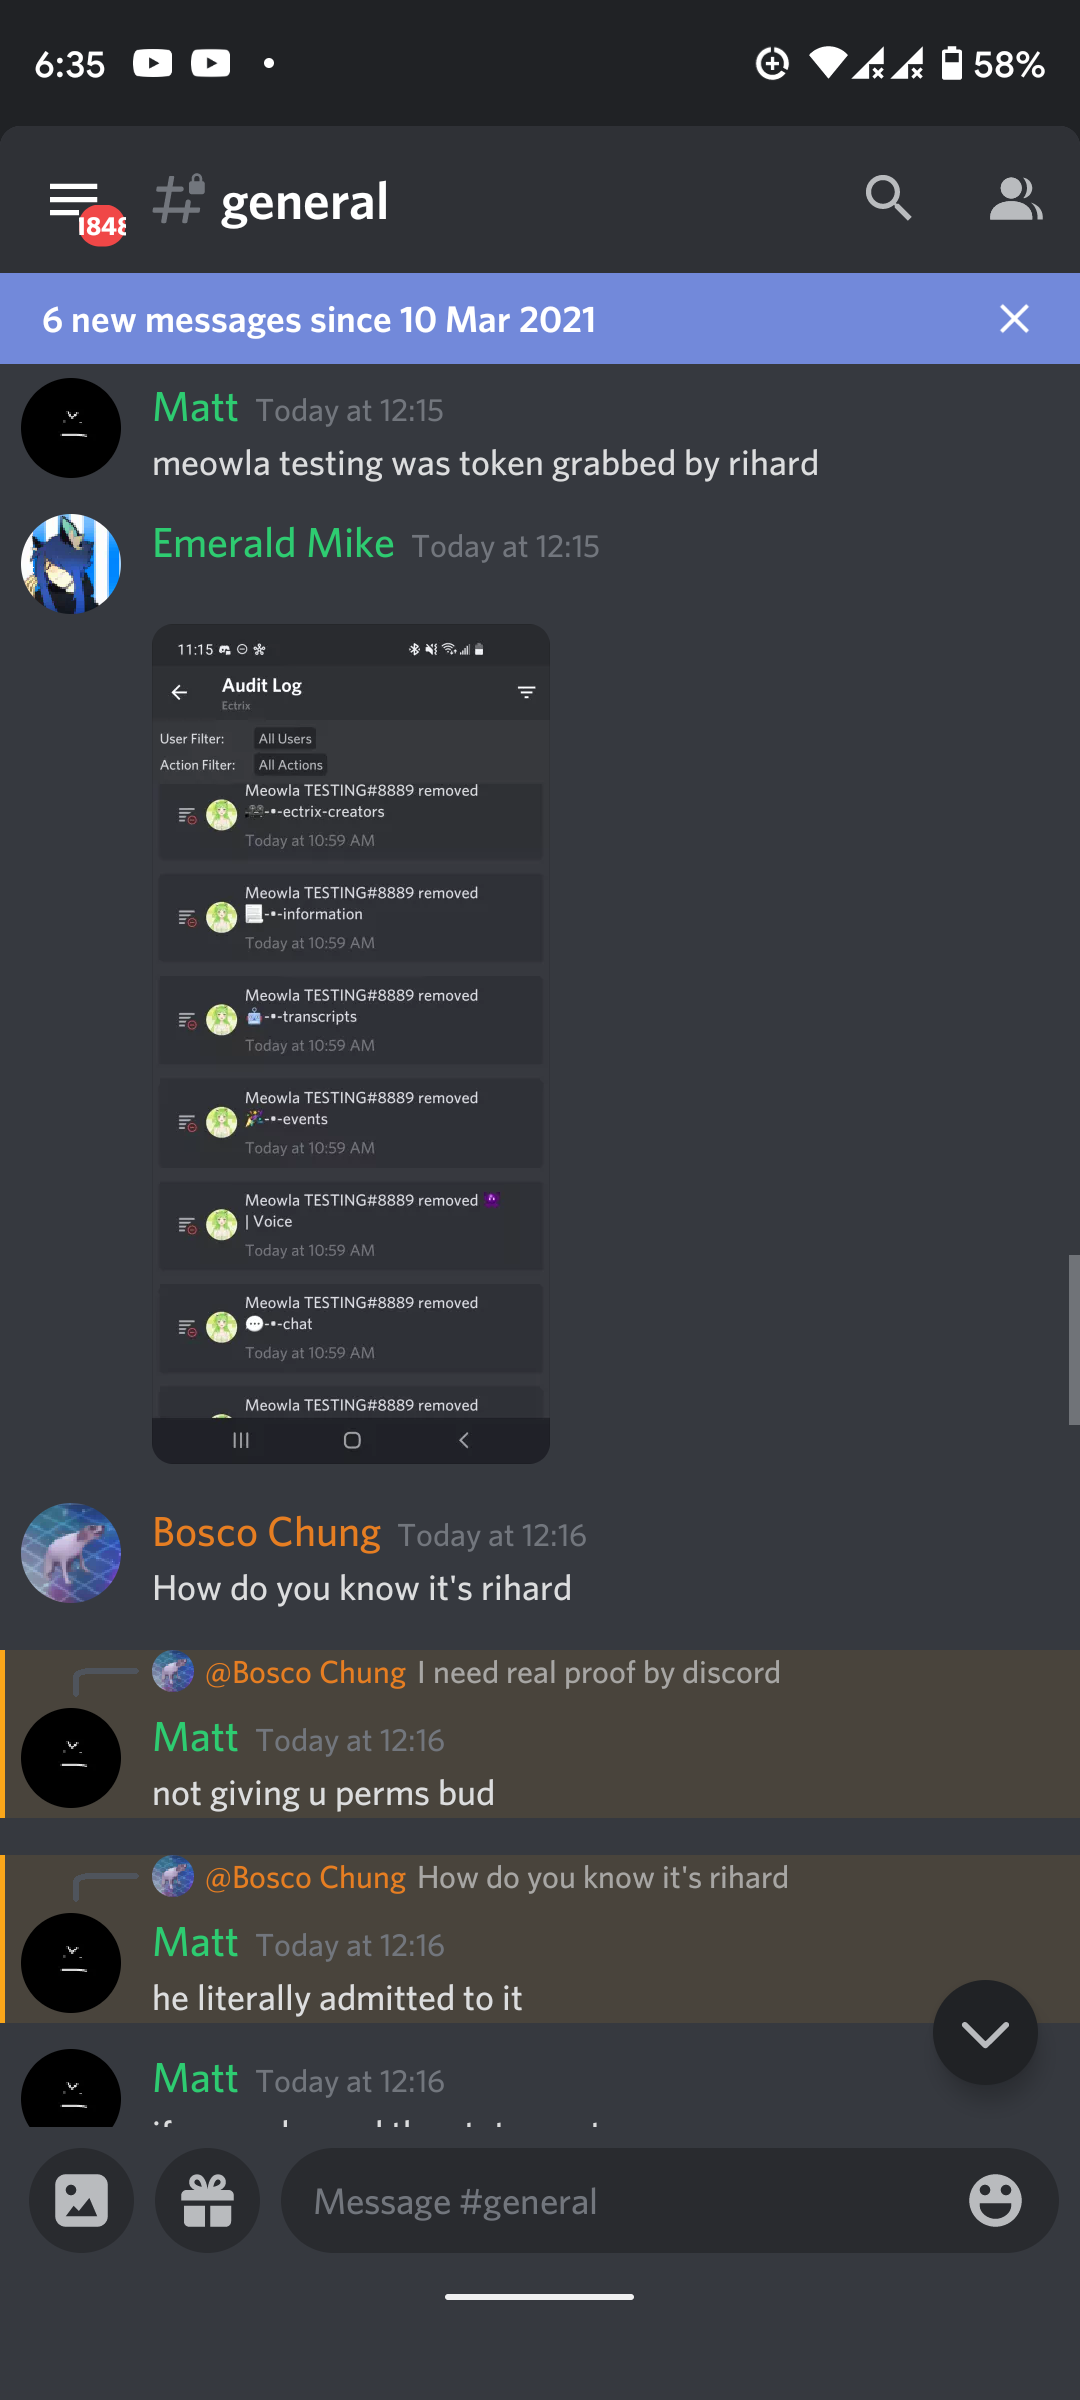 6:35
58%
1848
general
6 new messages since 10 Mar 2021
Matt Today at 12:15
meowla testing was token grabbed by rihard
Emerald Mike Today at 12:15
11:15
Audit Log
Ectrix
User Filter: All Users
Action Filter: All Actions
Meowla TESTING#8889 removed
-•-ectrix-creators
Today at 10:59 AM
Meowla TESTING#8889 removed
-•-information
Today at 10:59 AM
Meowla TESTING#8889 removed
-•-transcripts
Today at 10:59 AM
Meowla TESTING#8889 removed
-•-events
Today at 10:59 AM
Meowla TESTING#8889 removed
| Voice
Today at 10:59 AM
Meowla TESTING#8889 removed
-•-chat
Today at 10:59 AM
Meowla TESTING#8889 removed
Bosco Chung Today at 12:16
How do you know it's rihard
@Bosco Chung I need real proof by discord
Matt Today at 12:16
not giving u perms bud
@Bosco Chung How do you know it's rihard
Matt Today at 12:16
he literally admitted to it
Matt Today at 12:16
Message #general